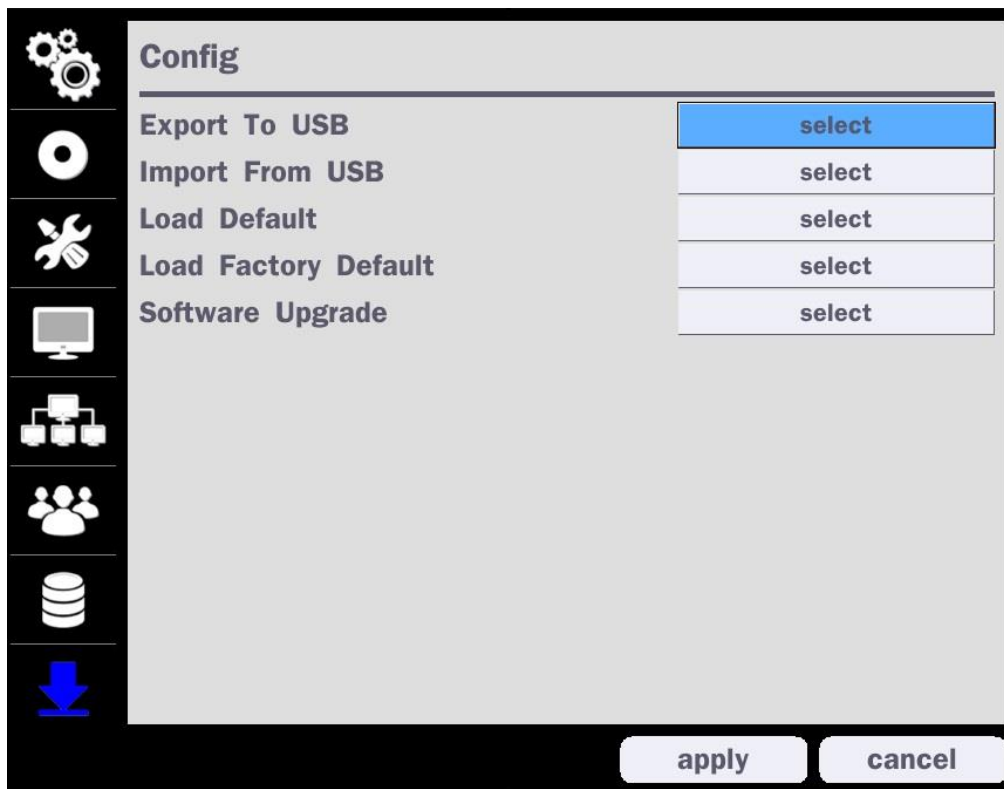 Config
Export To USB select
Import From USB select
Load Default select
Load Factory Default select
Software Upgrade select
apply cancel